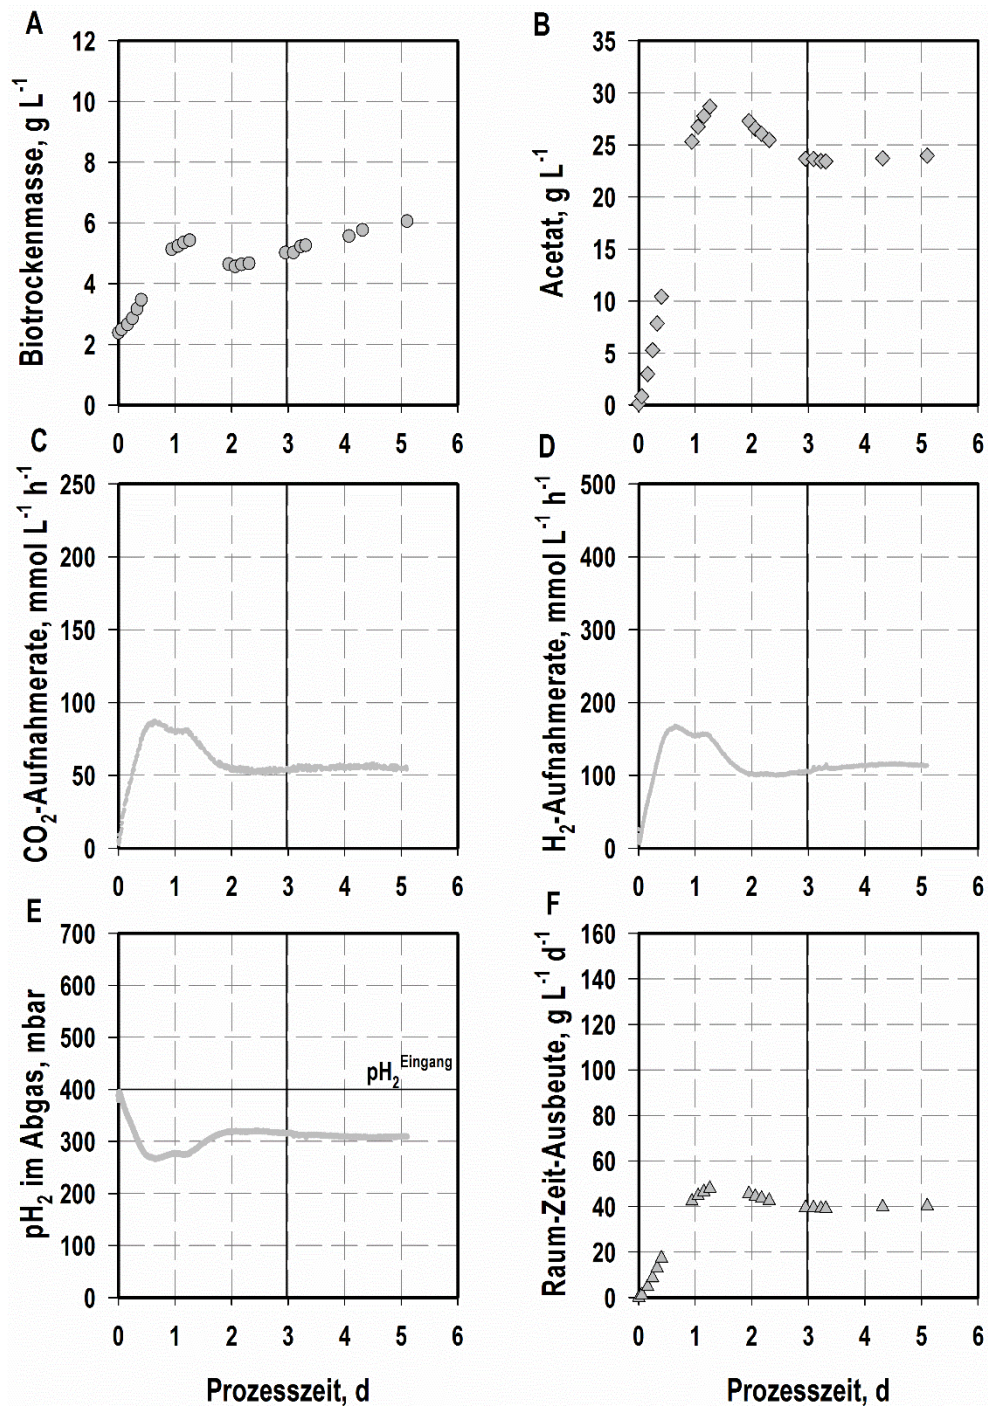 A
Biotrockenmasse, g L⁻¹
12
10
8
6
4
2
0
0 1 2 3 4 5 6
B
Acetat, g L⁻¹
35
30
25
20
15
10
5
0
0 1 2 3 4 5 6
C
CO₂-Aufnahmerate, mmol L⁻¹ h⁻¹
250
200
150
100
50
0
0 1 2 3 4 5 6
D
H₂-Aufnahmerate, mmol L⁻¹ h⁻¹
500
400
300
200
100
0
0 1 2 3 4 5 6
E
pH₂ im Abgas, mbar
700
600
500
400
300
200
100
0
pH₂ Eingang
0 1 2 3 4 5 6
Prozesszeit, d
F
Raum-Zeit-Ausbeute, g L⁻¹ d⁻¹
160
140
120
100
80
60
40
20
0
0 1 2 3 4 5 6
Prozesszeit, d